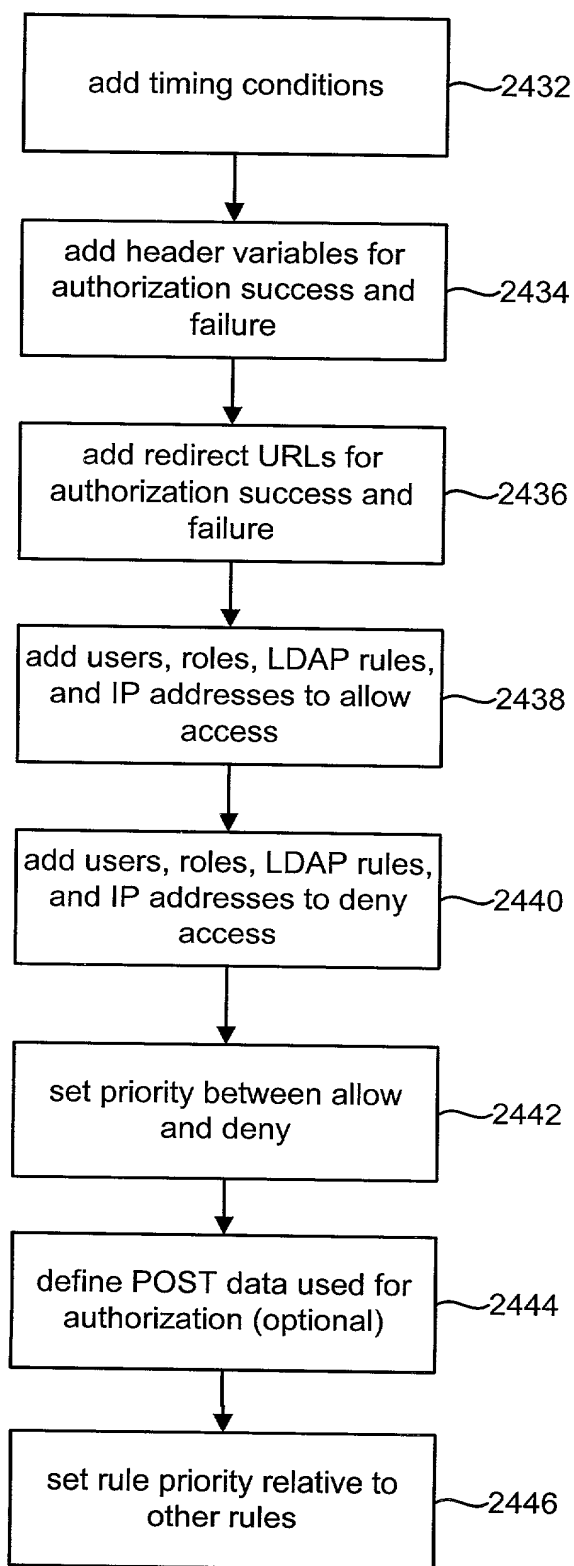 add timing conditions
2432
add header variables for
authorization success and
failure
2434
add redirect URLs for
authorization success and
failure
2436
add users, roles, LDAP rules,
and IP addresses to allow
access
2438
add users, roles, LDAP rules,
and IP addresses to deny
access
2440
set priority between allow
and deny
2442
define POST data used for
authorization (optional)
2444
set rule priority relative to
other rules
2446